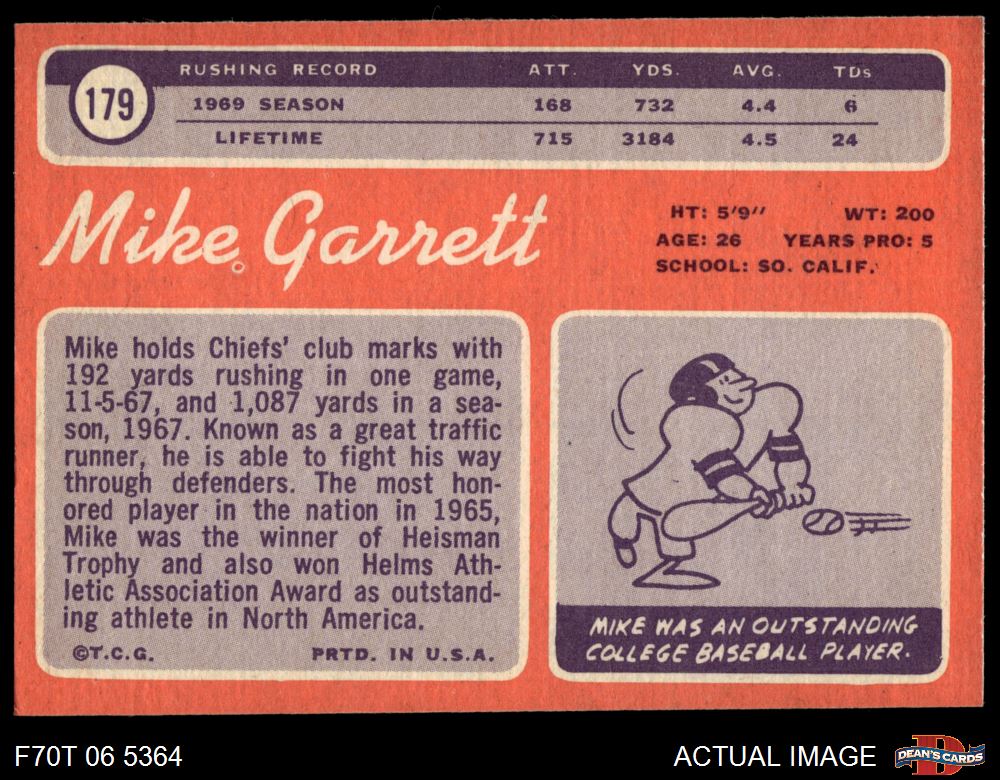 179
RUSHING RECORD ATT. YDS. AVG. TDs
1969 SEASON 168 732 4.4 6
LIFETIME 715 3184 4.5 24
Mike Garrett
HT: 5'9" WT: 200
AGE: 26 YEARS PRO: 5
SCHOOL: SO. CALIF.
Mike holds Chiefs' club marks with
192 yards rushing in one game,
11-5-67, and 1,087 yards in a sea-
son, 1967. Known as a great traffic
runner, he is able to fight his way
through defenders. The most hon-
ored player in the nation in 1965,
Mike was the winner of Heisman
Trophy and also won Helms Ath-
letic Association Award as outstand-
ing athlete in North America.
©T.C.G. PRTD. IN U.S.A.
MIKE WAS AN OUTSTANDING
COLLEGE BASEBALL PLAYER.
F70T 06 5364 ACTUAL IMAGE
D
DEAN'S CARDS